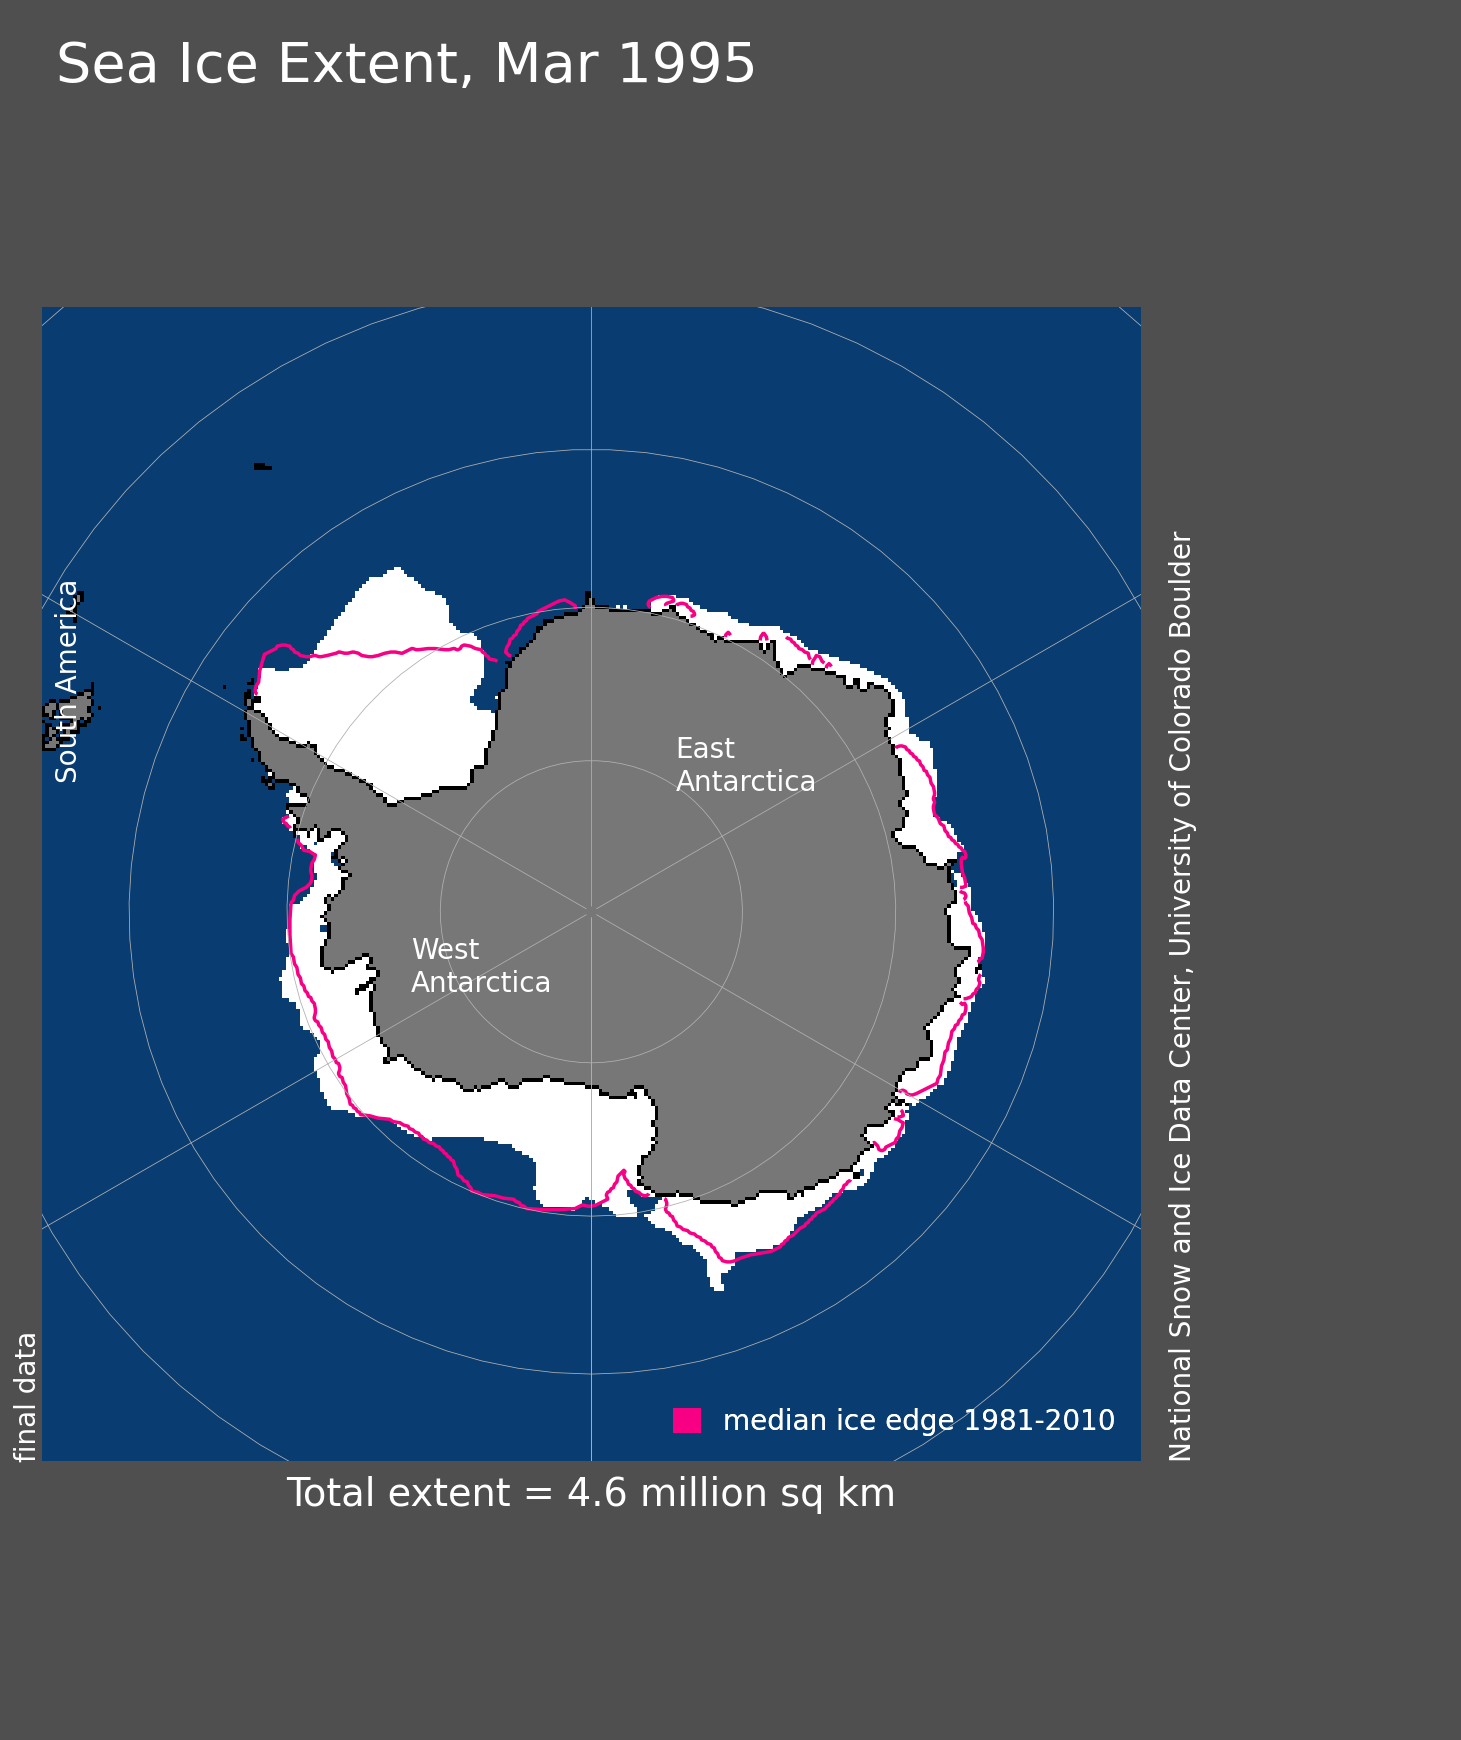 Sea Ice Extent, Mar 1995
South America
East
Antarctica
West
Antarctica
National Snow and Ice Data Center, University of Colorado Boulder
final data
median ice edge 1981-2010
Total extent = 4.6 million sq km